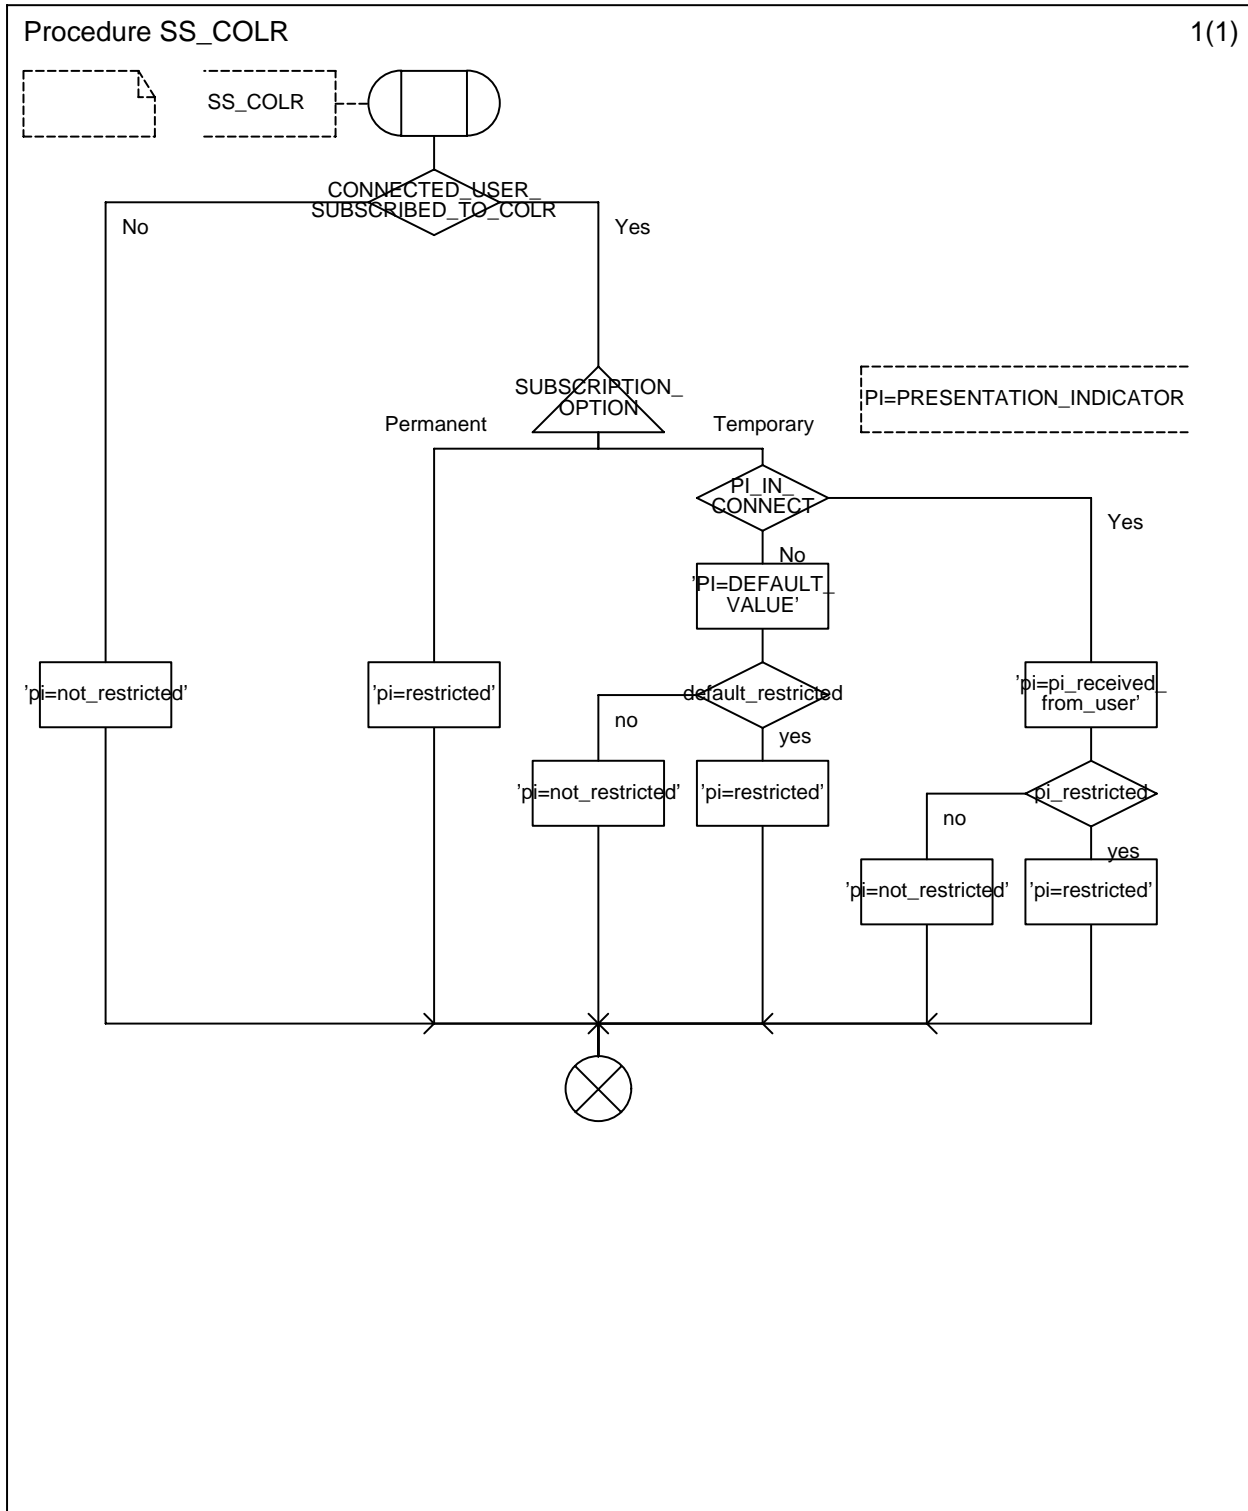 Procedure SS_COLR
1(1)
SS_COLR
CONNECTED_USER_
SUBSCRIBED_TO_COLR
No
Yes
SUBSCRIPTION_
OPTION
PI=PRESENTATION_INDICATOR
Permanent
Temporary
PI_IN_
CONNECT
Yes
No
'PI=DEFAULT_
VALUE'
'pi=not_restricted'
'pi=restricted'
default_restricted
'pi=pi_received_
from_user'
no
yes
'pi=not_restricted'
'pi=restricted'
pi_restricted
no
yes
'pi=not_restricted'
'pi=restricted'